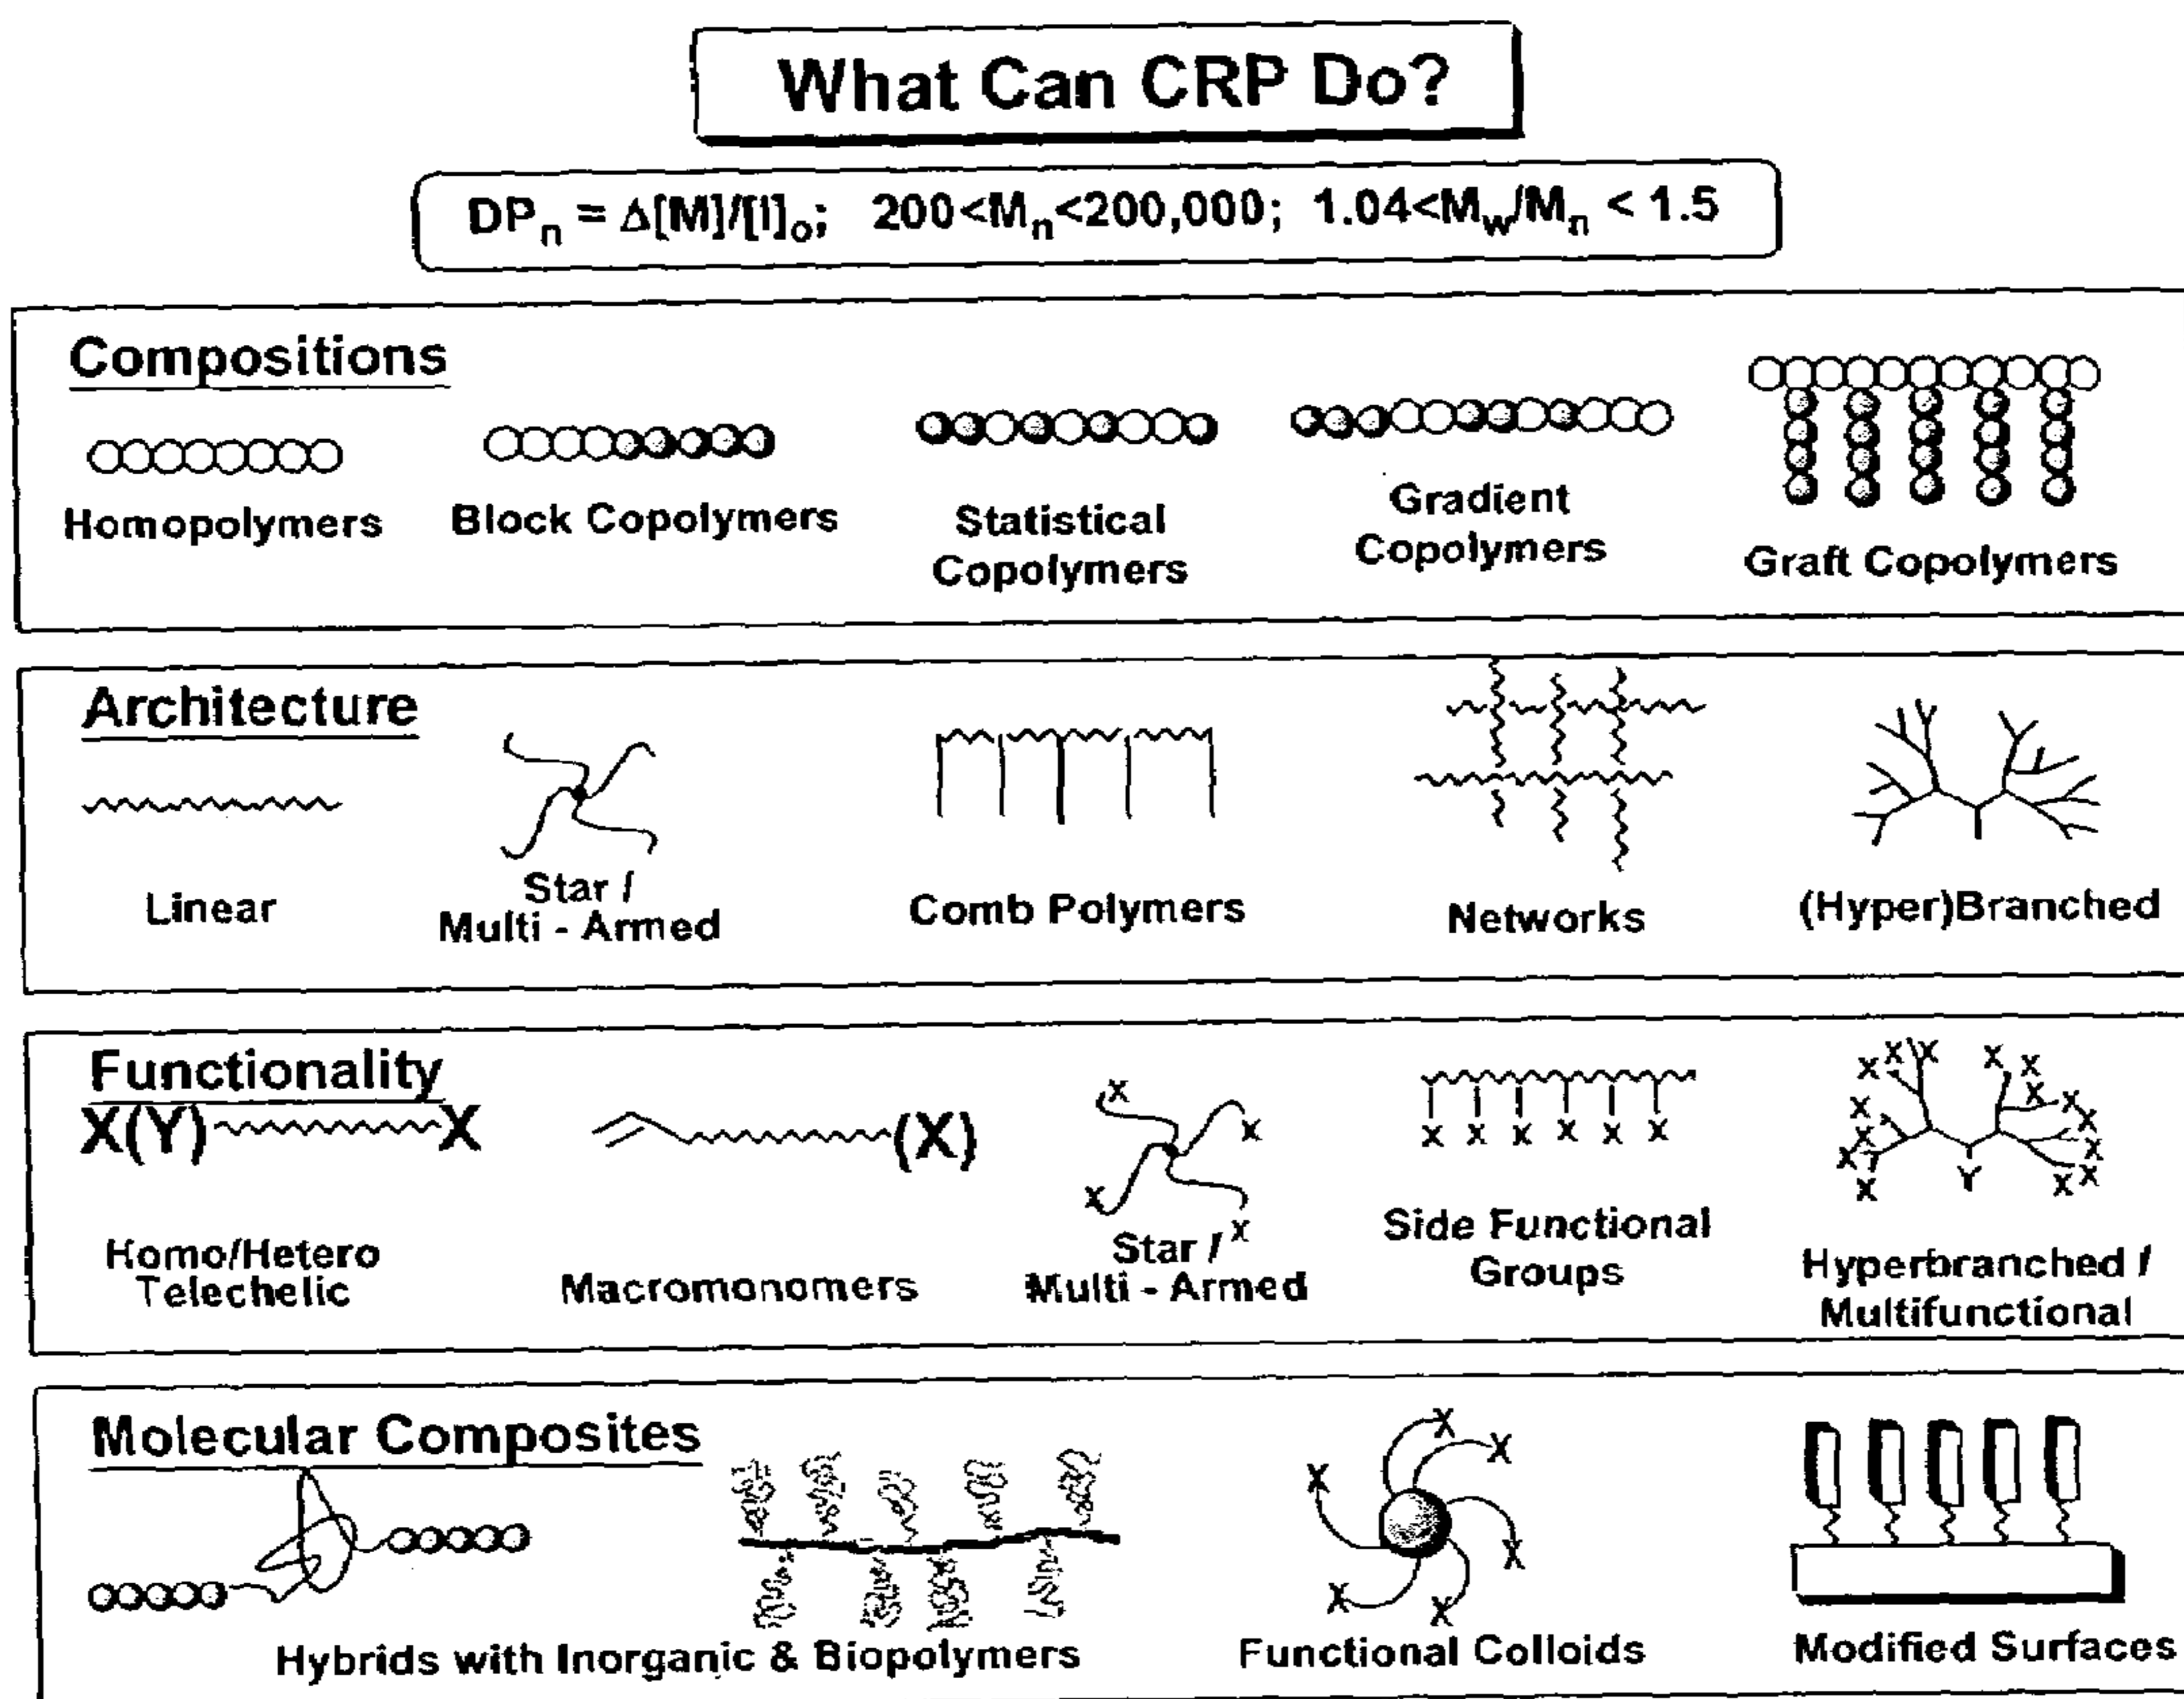 What Can CRP Do?
DPₙ = Δ[M]/[I]ₒ; 200<Mₙ<200,000; 1.04<M_w/Mₙ < 1.5
Compositions
Homopolymers
Block Copolymers
Statistical
Copolymers
Gradient
Copolymers
Graft Copolymers
Architecture
Linear
Star /
Multi - Armed
Comb Polymers
Networks
(Hyper)Branched
Functionality
X(Y) X
Homo/Hetero
Telechelic
(X)
Macromonomers
X
X
X
X
Star /
Multi - Armed
X X X X X X
Side Functional
Groups
X X X X X
X X X X
X X X X
X X X X
Y
Hyperbranched /
Multifunctional
Molecular Composites
Hybrids with Inorganic & Biopolymers
X
X
X
X
X
X
Functional Colloids
Modified Surfaces